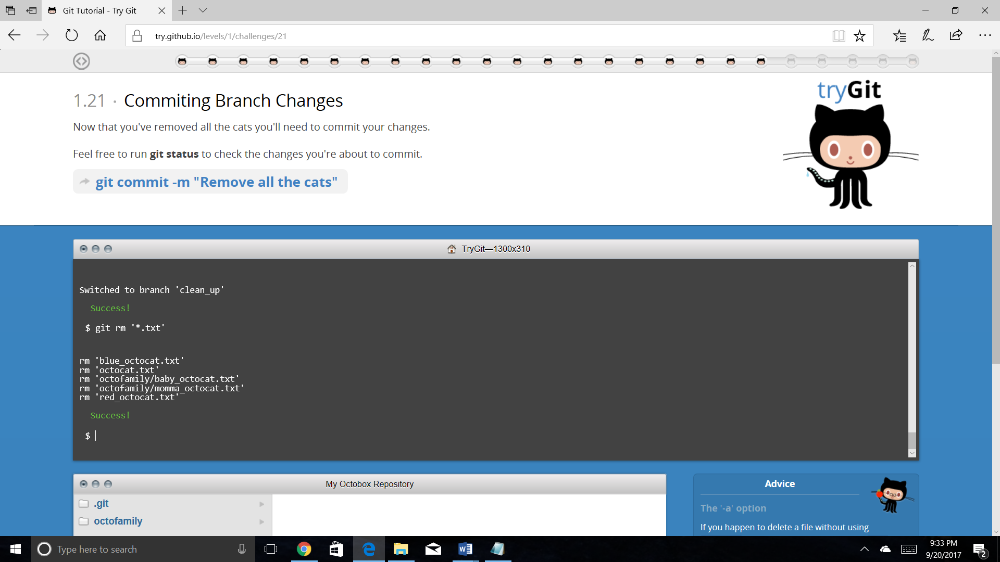 Git Tutorial - Try Git
try.github.io/levels/1/challenges/21
1.21 · Commiting Branch Changes
tryGit
Now that you've removed all the cats you'll need to commit your changes.
Feel free to run git status to check the changes you're about to commit.
git commit -m "Remove all the cats"
TryGit—1300x310
Switched to branch 'clean_up'
Success!
$ git rm '*.txt'
rm 'blue_octocat.txt'
rm 'octocat.txt'
rm 'octofamily/baby_octocat.txt'
rm 'octofamily/momma_octocat.txt'
rm 'red_octocat.txt'
Success!
$
My Octobox Repository
.git
octofamily
Advice
The '-a' option
If you happen to delete a file without using
Type here to search
9:33 PM
9/20/2017
2